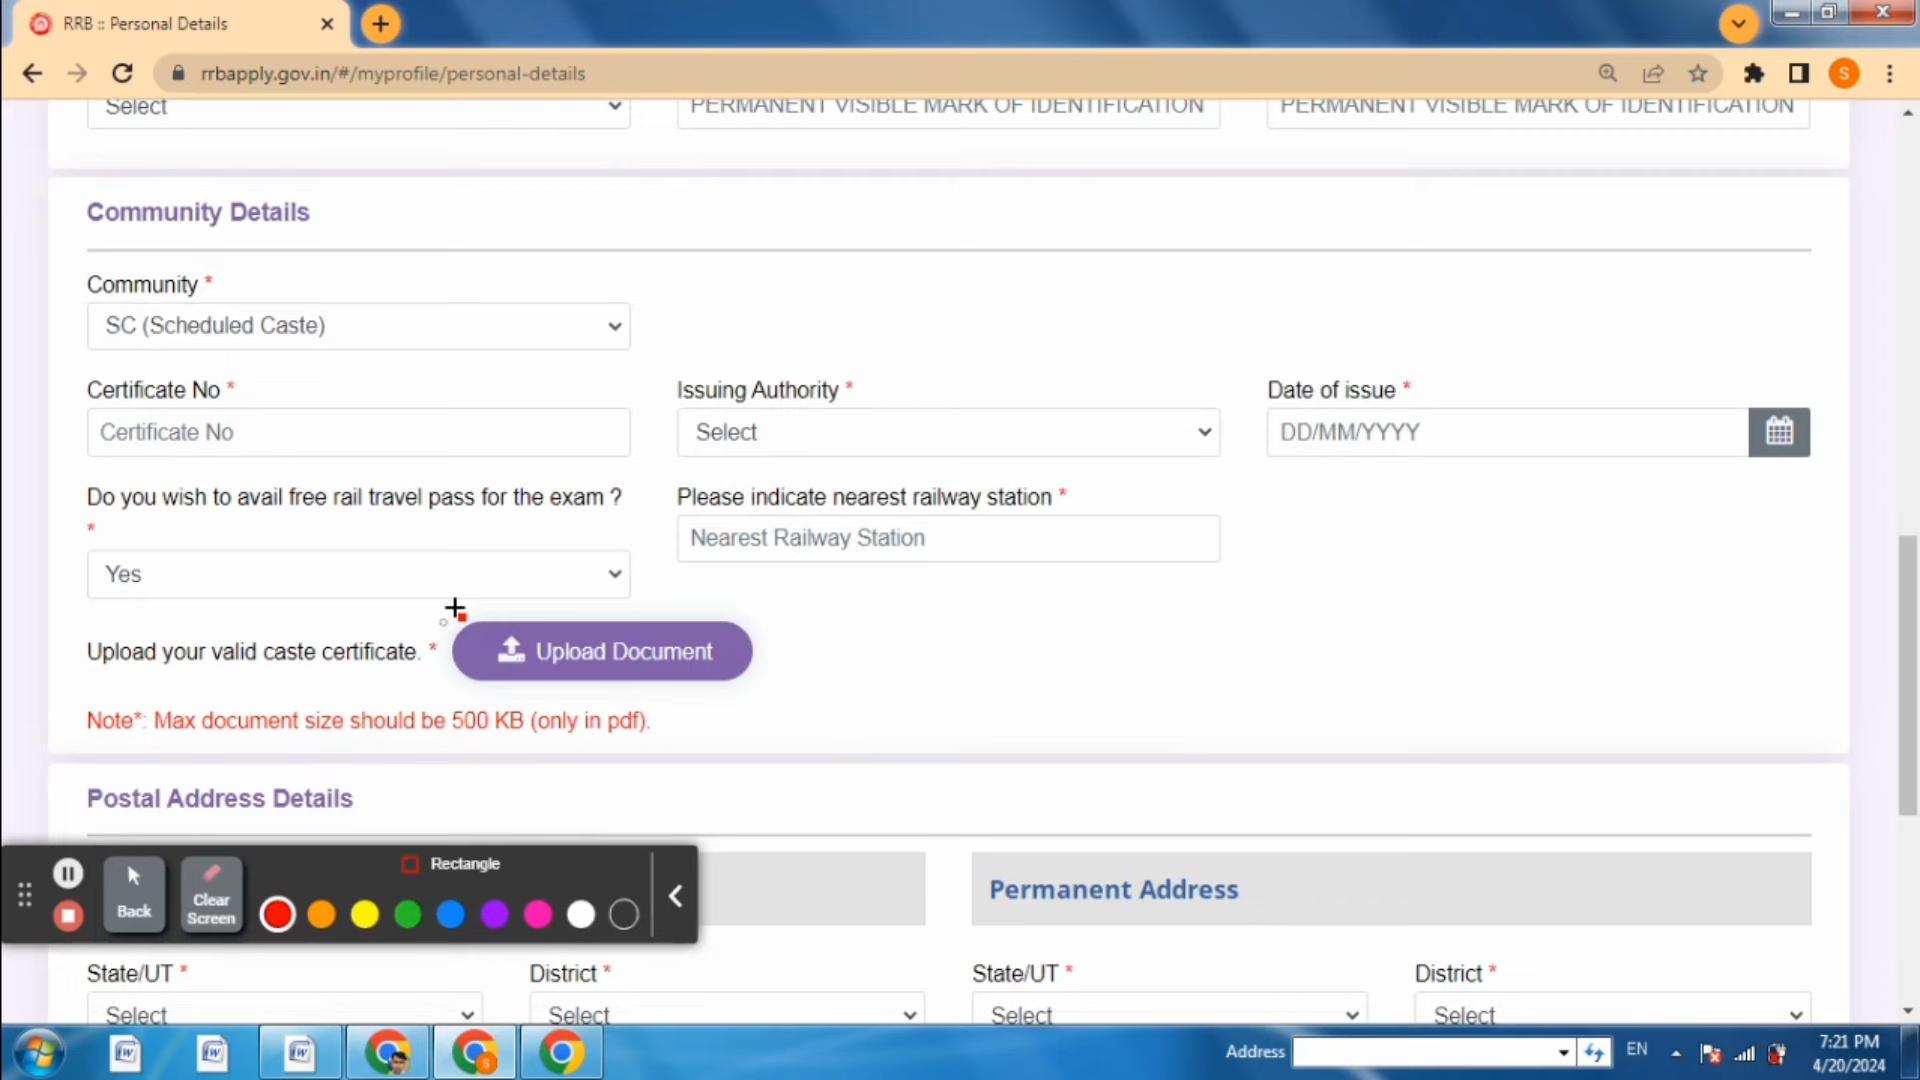 RRB :: Personal Details
rrbapply.gov.in/#/myprofile/personal-details
S
Select
PERMANENT VISIBLE MARK OF IDENTIFICATION
PERMANENT VISIBLE MARK OF IDENTIFICATION
Community Details
Community *
SC (Scheduled Caste)
Certificate No *
Issuing Authority *
Date of issue *
Certificate No
Select
DD/MM/YYYY
Do you wish to avail free rail travel pass for the exam ?
*
Please indicate nearest railway station *
Nearest Railway Station
Yes
Upload your valid caste certificate. *
Upload Document
Note*: Max document size should be 500 KB (only in pdf).
Postal Address Details
Rectangle
Back
Clear
Screen
Permanent Address
State/UT *
District *
State/UT *
District *
Select
Select
Select
Select
Address
EN
7:21 PM
4/20/2024